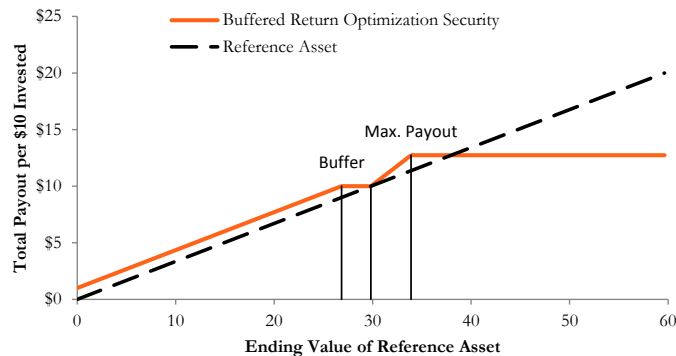 $25
$20
$15
$10
$5
$0
Total Payout per $10 Invested
Buffered Return Optimization Security
Reference Asset
Max. Payout
Buffer
0 10 20 30 40 50 60
Ending Value of Reference Asset